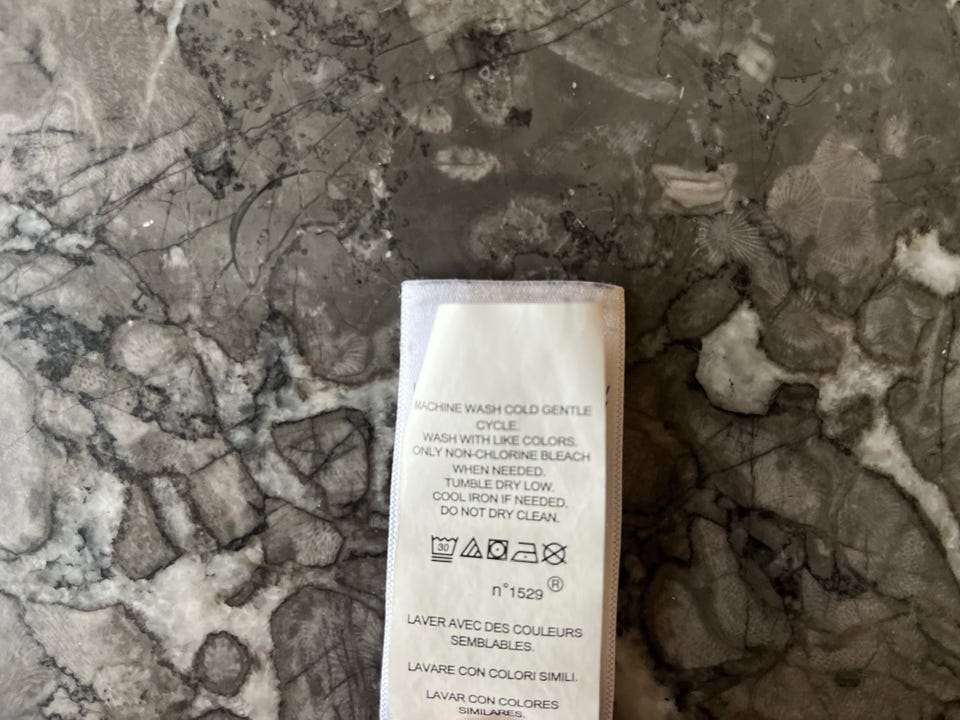 MACHINE WASH COLD GENTLE
CYCLE.
WASH WITH LIKE COLORS.
ONLY NON-CHLORINE BLEACH
WHEN NEEDED.
TUMBLE DRY LOW.
COOL IRON IF NEEDED.
DO NOT DRY CLEAN.
30
n°1529®
LAVER AVEC DES COULEURS
SEMBLABLES.
LAVARE CON COLORI SIMILI.
LAVAR CON COLORES
SIMILARES.